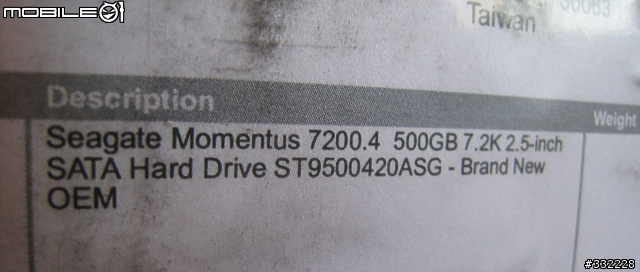 MOBILE01
Taiwan
Description
Weight
Seagate Momentus 7200.4 500GB 7.2K 2.5-inch
SATA Hard Drive ST9500420ASG - Brand New
OEM
#332228